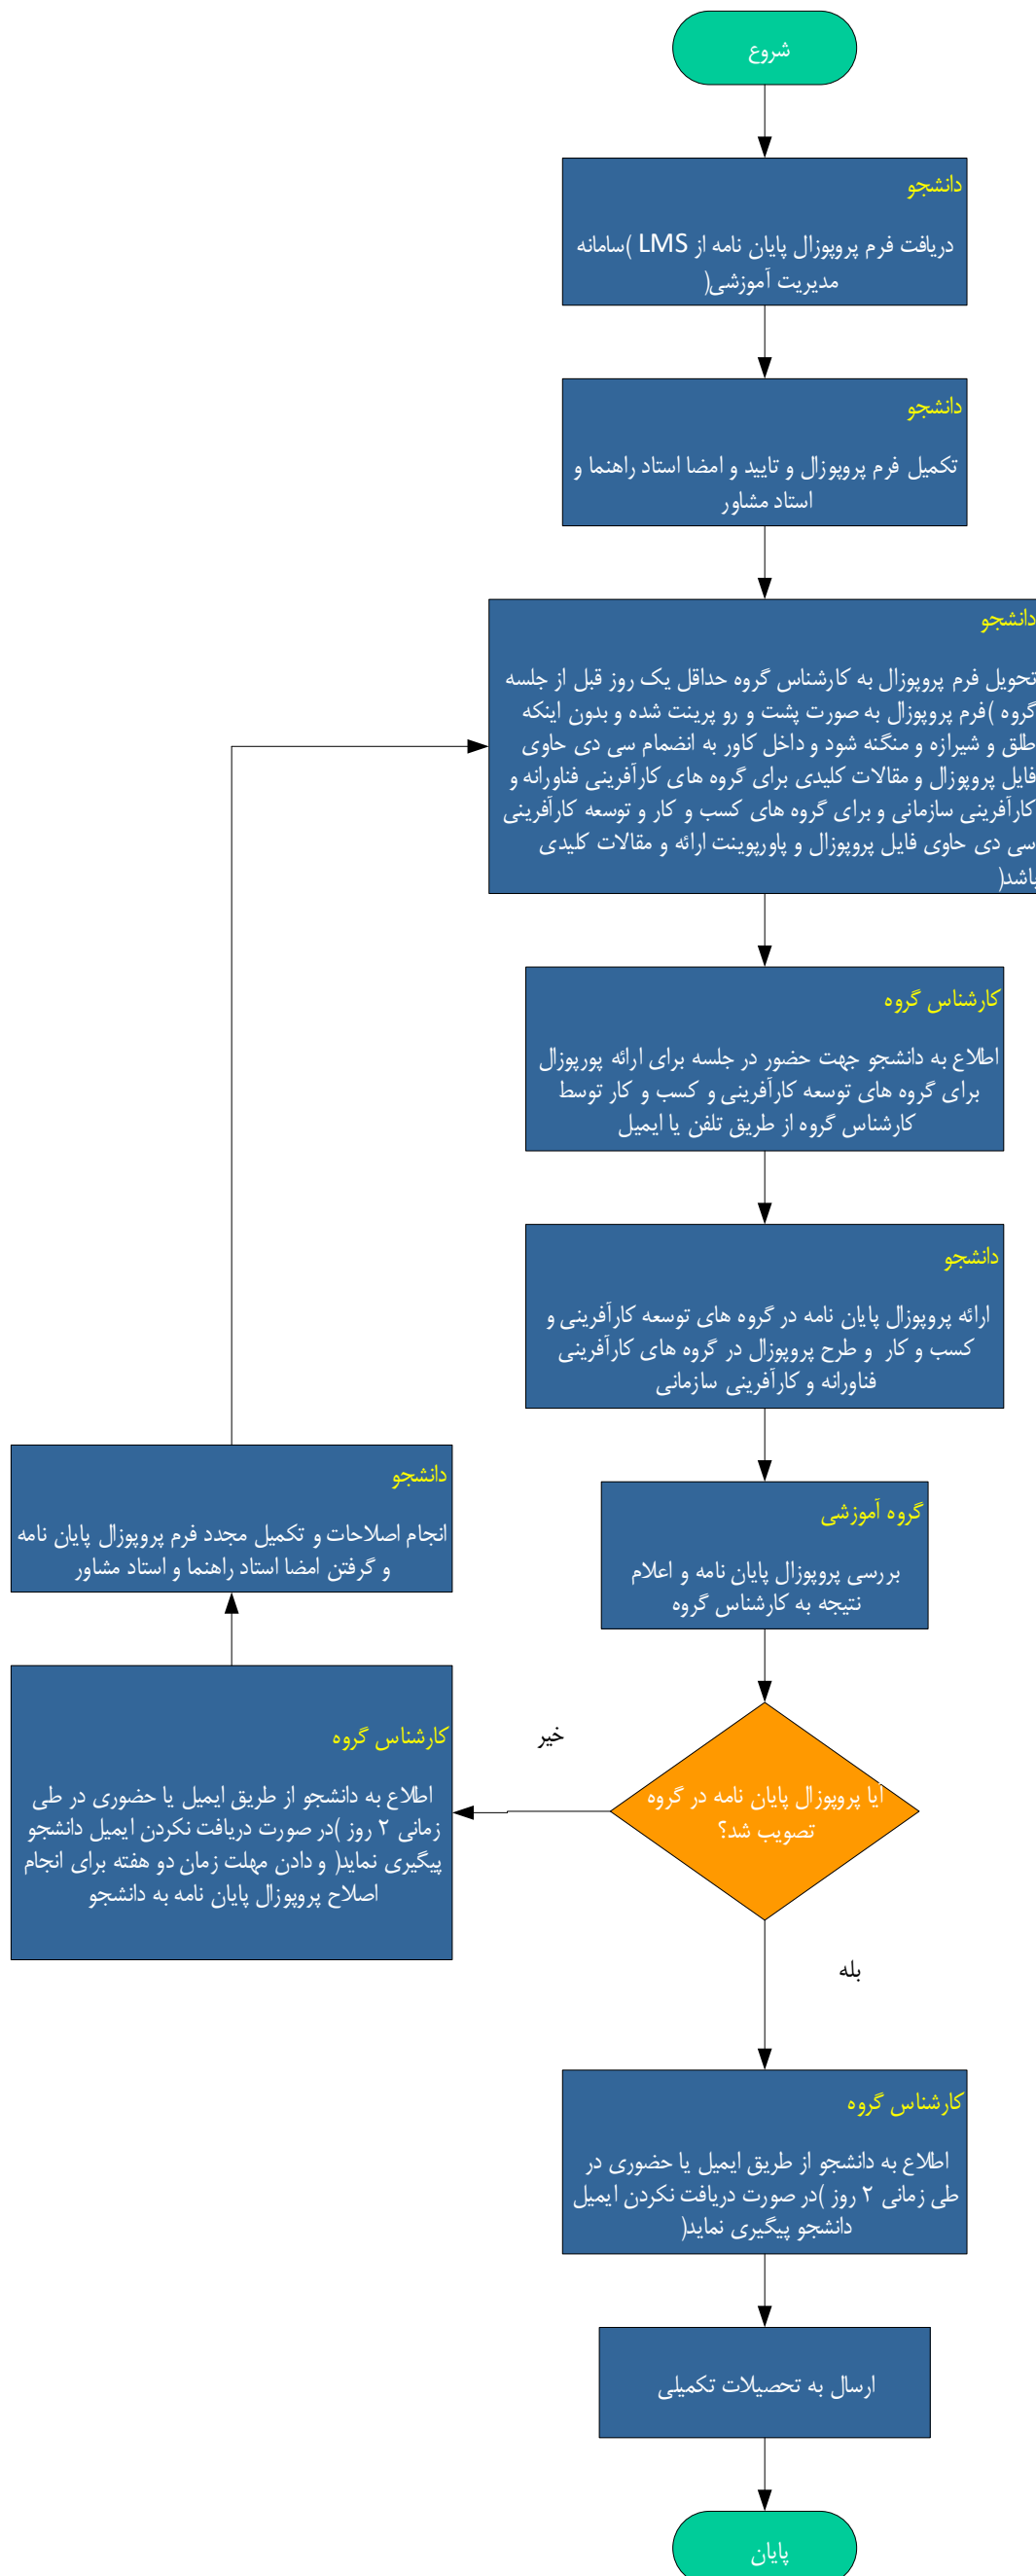 شروع
دانشجو
دریافت فرم پروپوزال پایان نامه از LMS )سامانه
مدیریت آموزشی(
دانشجو
تکمیل فرم پروپوزال و تایید و امضا استاد راهنما و
استاد مشاور
دانشجو
تحویل فرم پروپوزال به کارشناس گروه حداقل یک روز قبل از جلسه
گروه )فرم پروپوزال به صورت پشت و رو پرینت شده و بدون اینکه
طلق و شیرازه و منگنه شود و داخل کاور به انضمام سی دی حاوی
فایل پروپوزال و مقالات کلیدی برای گروه های کارآفرینی فناورانه و
کارآفرینی سازمانی و برای گروه های کسب و کار و توسعه کارآفرینی
سی دی حاوی فایل پروپوزال و پاورپوینت ارائه و مقالات کلیدی
باشد(
کارشناس گروه
اطلاع به دانشجو جهت حضور در جلسه برای ارائه پورپوزال
برای گروه های توسعه کارآفرینی و کسب و کار توسط
کارشناس گروه از طریق تلفن یا ایمیل
دانشجو
ارائه پروپوزال پایان نامه در گروه های توسعه کارآفرینی و
کسب و کار و طرح پروپوزال در گروه های کارآفرینی
فناورانه و کارآفرینی سازمانی
گروه آموزشی
بررسی پروپوزال پایان نامه و اعلام
نتیجه به کارشناس گروه
آیا پروپوزال پایان نامه در گروه
تصویب شد؟
خیر
کارشناس گروه
اطلاع به دانشجو از طریق ایمیل یا حضوری در طی
زمانی ۲ روز )در صورت دریافت نکردن ایمیل دانشجو
پیگیری نماید( و دادن مهلت زمان دو هفته برای انجام
اصلاح پروپوزال پایان نامه به دانشجو
دانشجو
انجام اصلاحات و تکمیل مجدد فرم پروپوزال پایان نامه
و گرفتن امضا استاد راهنما و استاد مشاور
بله
کارشناس گروه
اطلاع به دانشجو از طریق ایمیل یا حضوری در
طی زمانی ۲ روز )در صورت دریافت نکردن ایمیل
دانشجو پیگیری نماید(
ارسال به تحصیلات تکمیلی
پایان